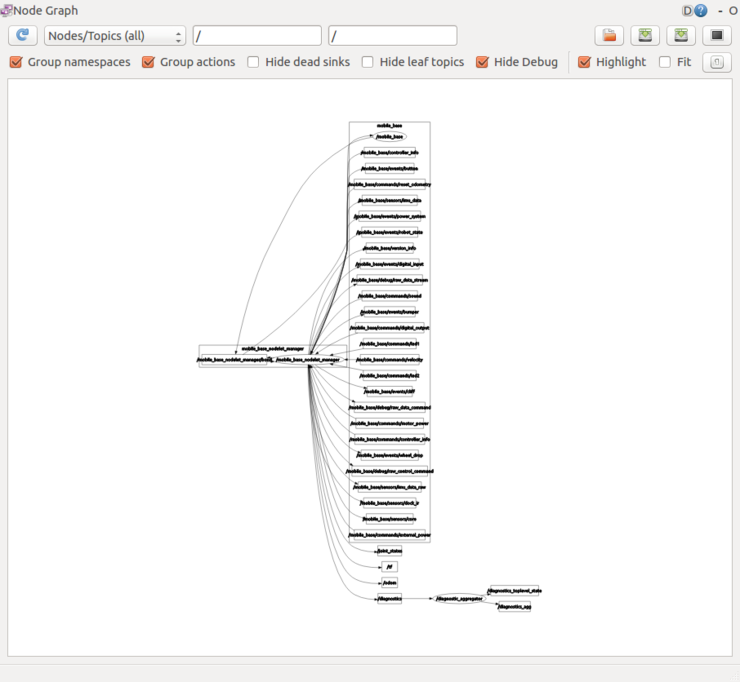 Node Graph
D ? - O
Nodes/Topics (all) / /
Group namespaces Group actions Hide dead sinks Hide leaf topics Hide Debug Highlight Fit
mobile_base
/mobile_base
/mobile_base/controller_info
/mobile_base/events/button
/mobile_base/commands/reset_odometry
/mobile_base/sensors/imu_data
/mobile_base/events/power_system
/mobile_base/events/robot_state
/mobile_base/version_info
/mobile_base/events/digital_input
/mobile_base/debug/raw_data_stream
/mobile_base/commands/sound
/mobile_base/events/bumper
/mobile_base/commands/digital_output
/mobile_base/commands/led1
mobile_base_nodelet_manager
/mobile_base_nodelet_manager/bond /mobile_base_nodelet_manager /mobile_base/commands/velocity
/mobile_base/commands/led2
/mobile_base/events/cliff
/mobile_base/debug/raw_data_command
/mobile_base/commands/motor_power
/mobile_base/commands/controller_info
/mobile_base/events/wheel_drop
/mobile_base/debug/raw_control_command
/mobile_base/sensors/imu_data_raw
/mobile_base/sensors/dock_ir
/mobile_base/sensors/core
/mobile_base/commands/external_power
/joint_states
/tf
/odom
/diagnostics_toplevel_state
/diagnostics /diagnostic_aggregator
/diagnostics_agg